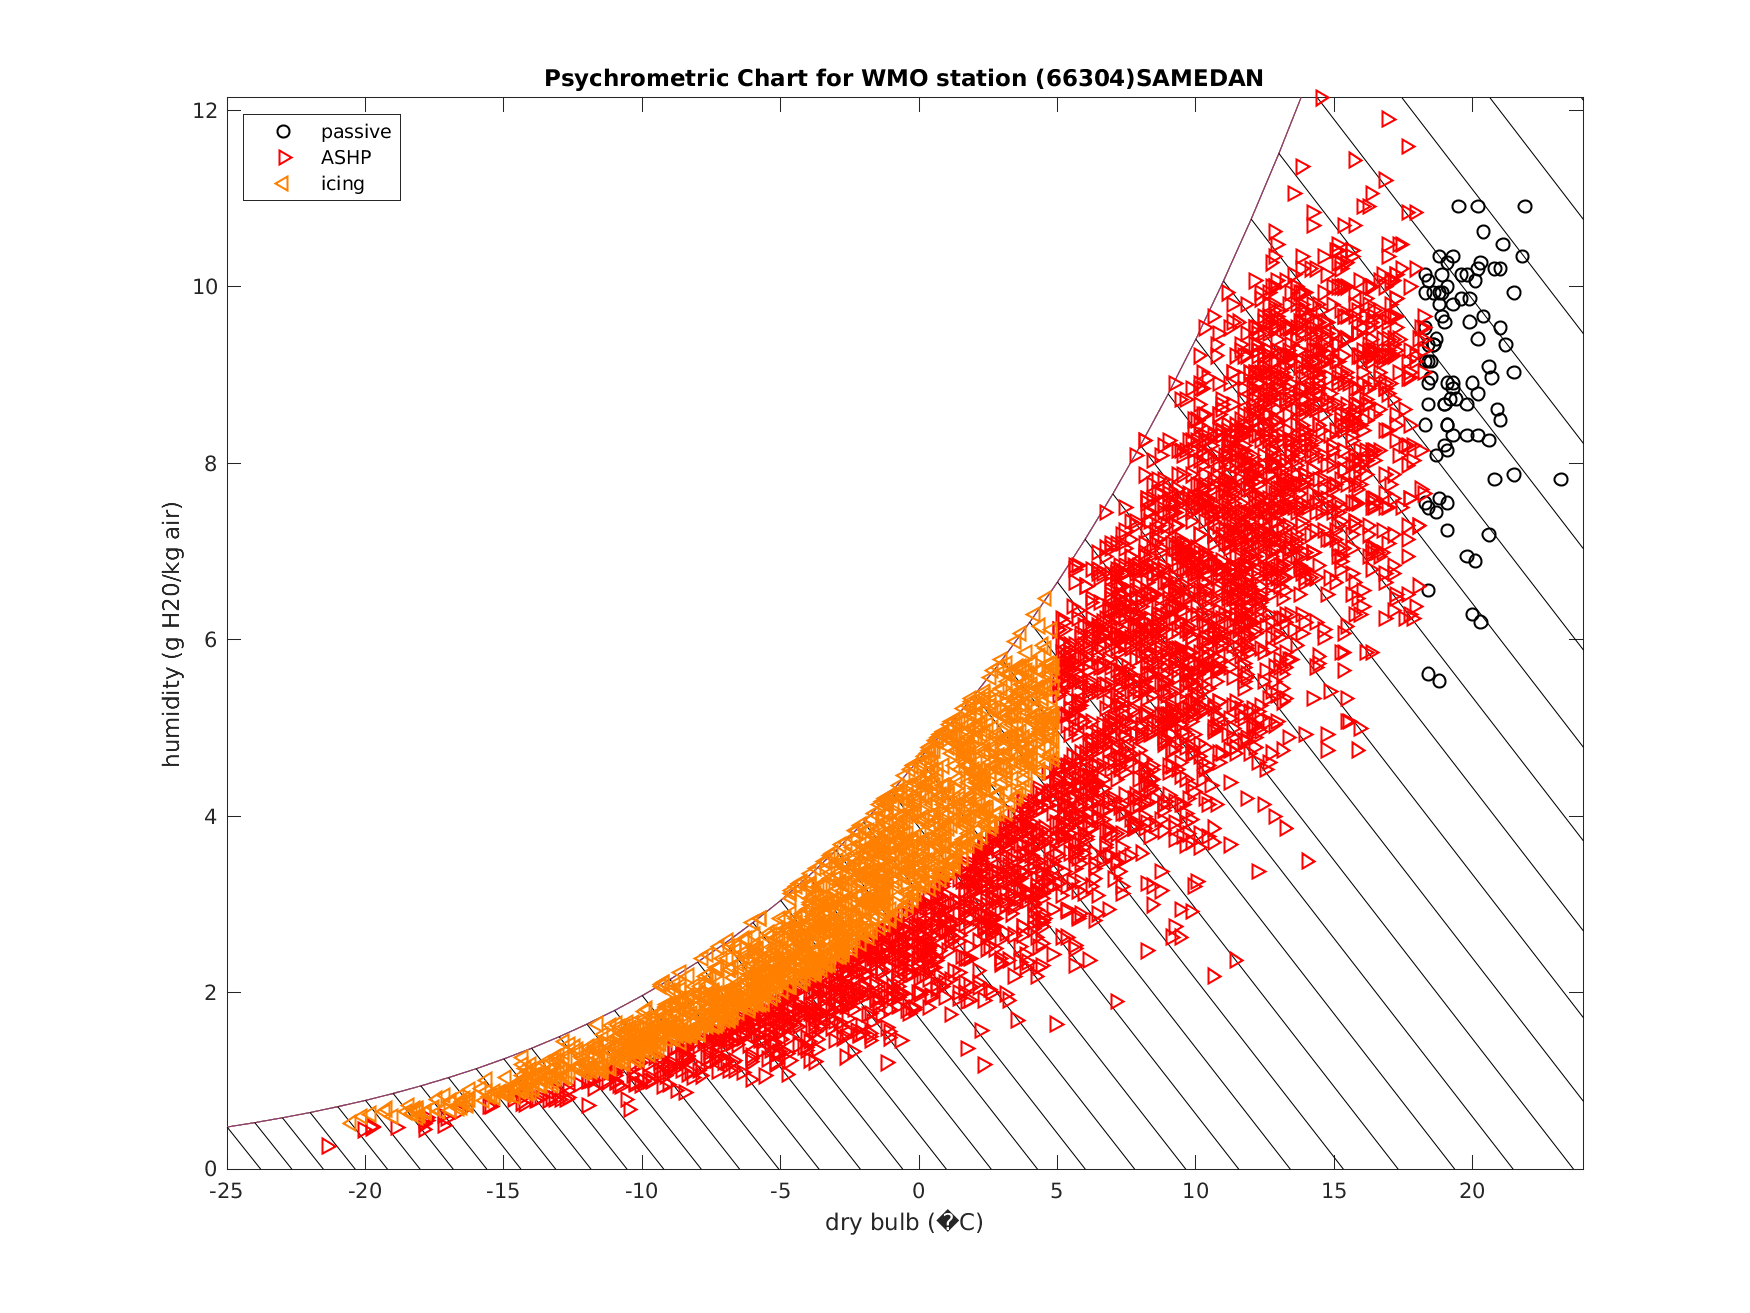 Psychrometric Chart for WMO station (66304)SAMEDAN
passive
ASHP
icing
12
10
8
6
4
2
0
humidity (g H20/kg air)
-25 -20 -15 -10 -5 0 5 10 15 20
dry bulb (�C)